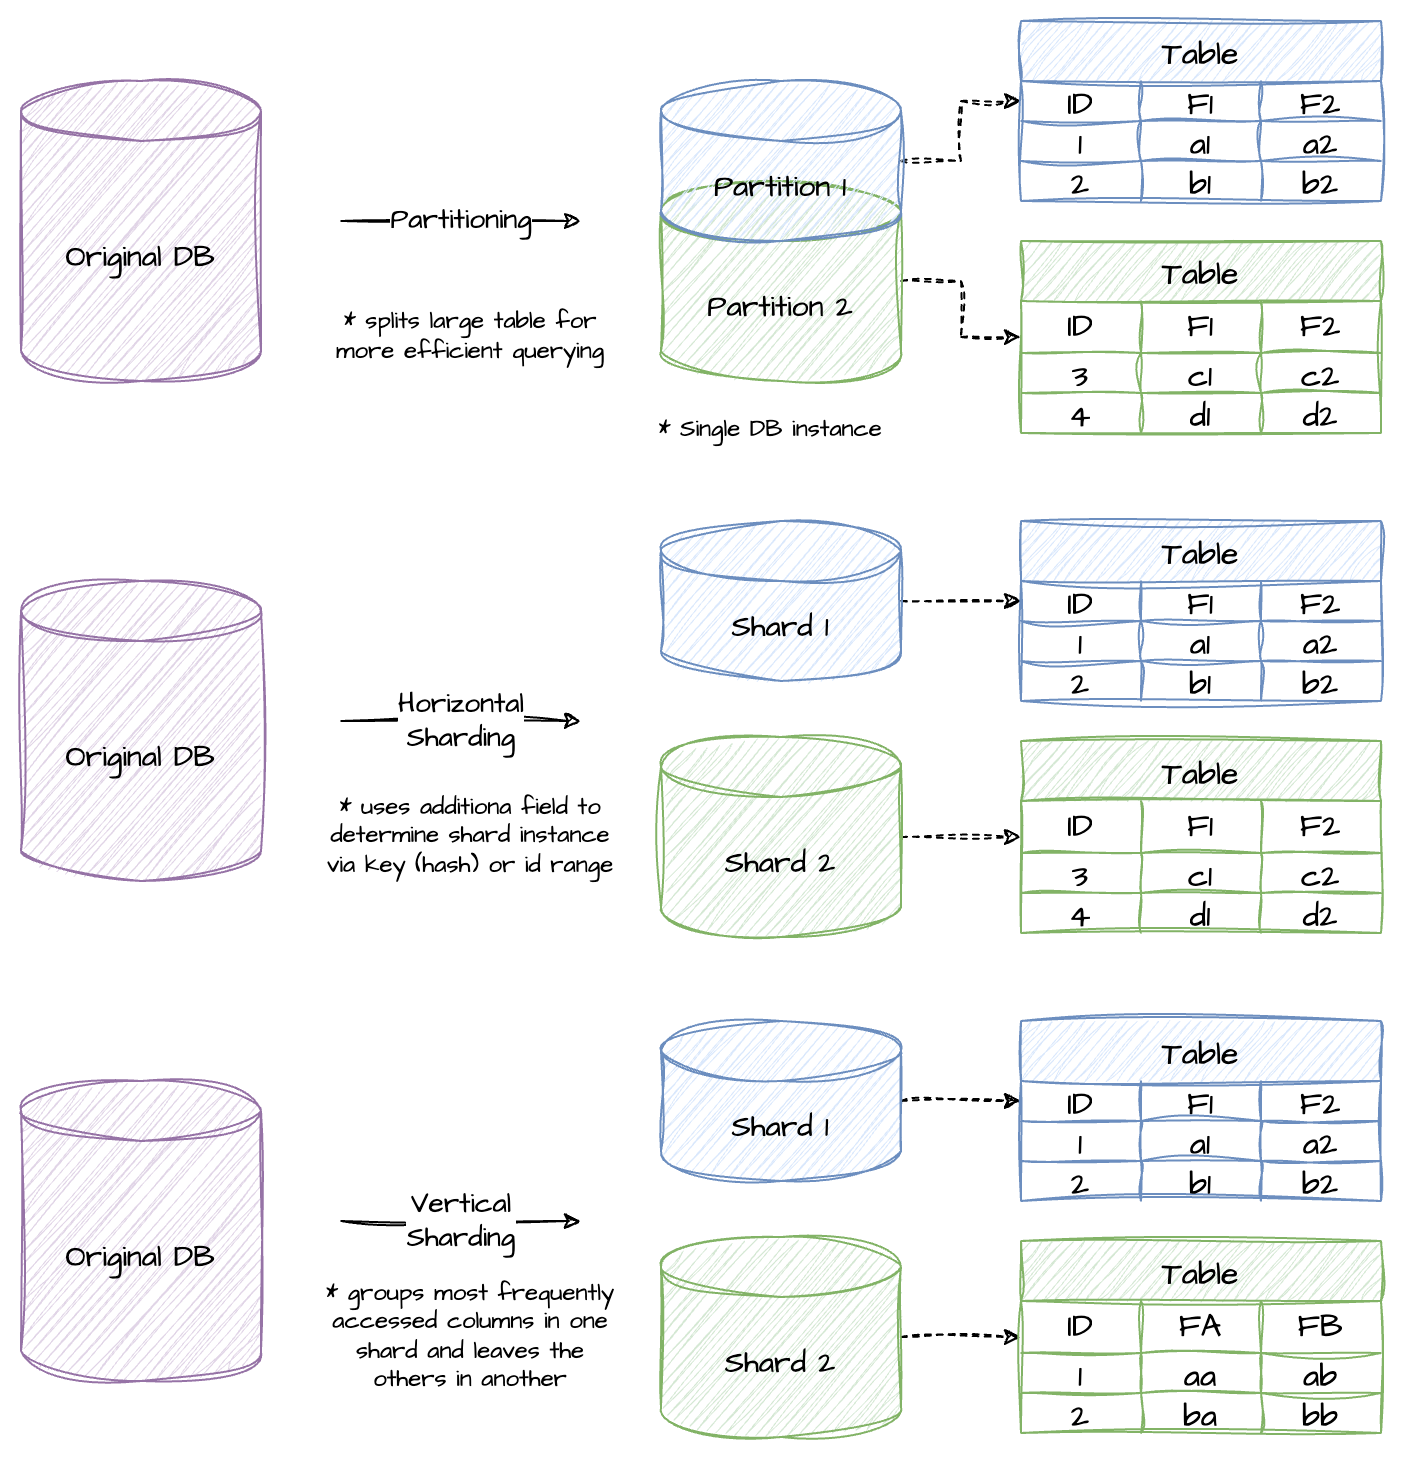 Original DB
Partitioning
* splits large table for
more efficient querying
Partition 1
Partition 2
* Single DB instance
Table
ID F1 F2
1 a1 a2
2 b1 b2
Table
ID F1 F2
3 c1 c2
4 d1 d2
Original DB
Horizontal
Sharding
* uses additiona field to
determine shard instance
via key (hash) or id range
Shard 1
Shard 2
Table
ID F1 F2
1 a1 a2
2 b1 b2
Table
ID F1 F2
3 c1 c2
4 d1 d2
Original DB
Vertical
Sharding
* groups most frequently
accessed columns in one
shard and leaves the
others in another
Shard 1
Shard 2
Table
ID F1 F2
1 a1 a2
2 b1 b2
Table
ID FA FB
1 aa ab
2 ba bb